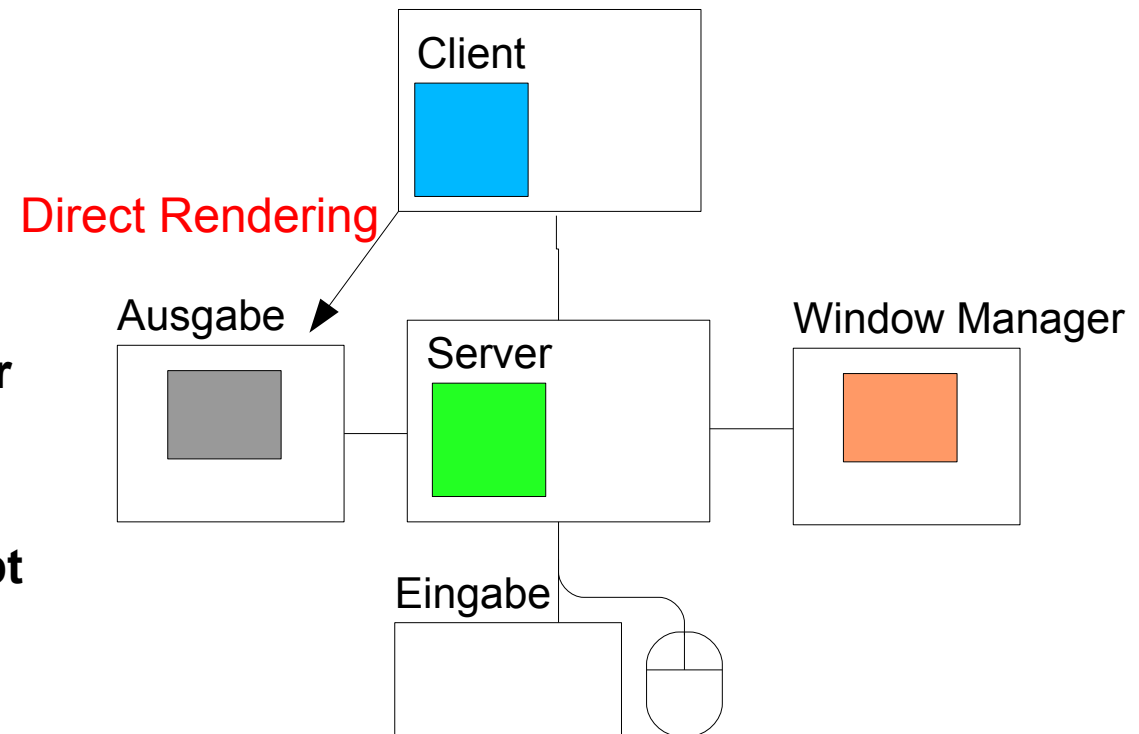 Client
Direct Rendering
Ausgabe
Window Manager
Server
Eingabe